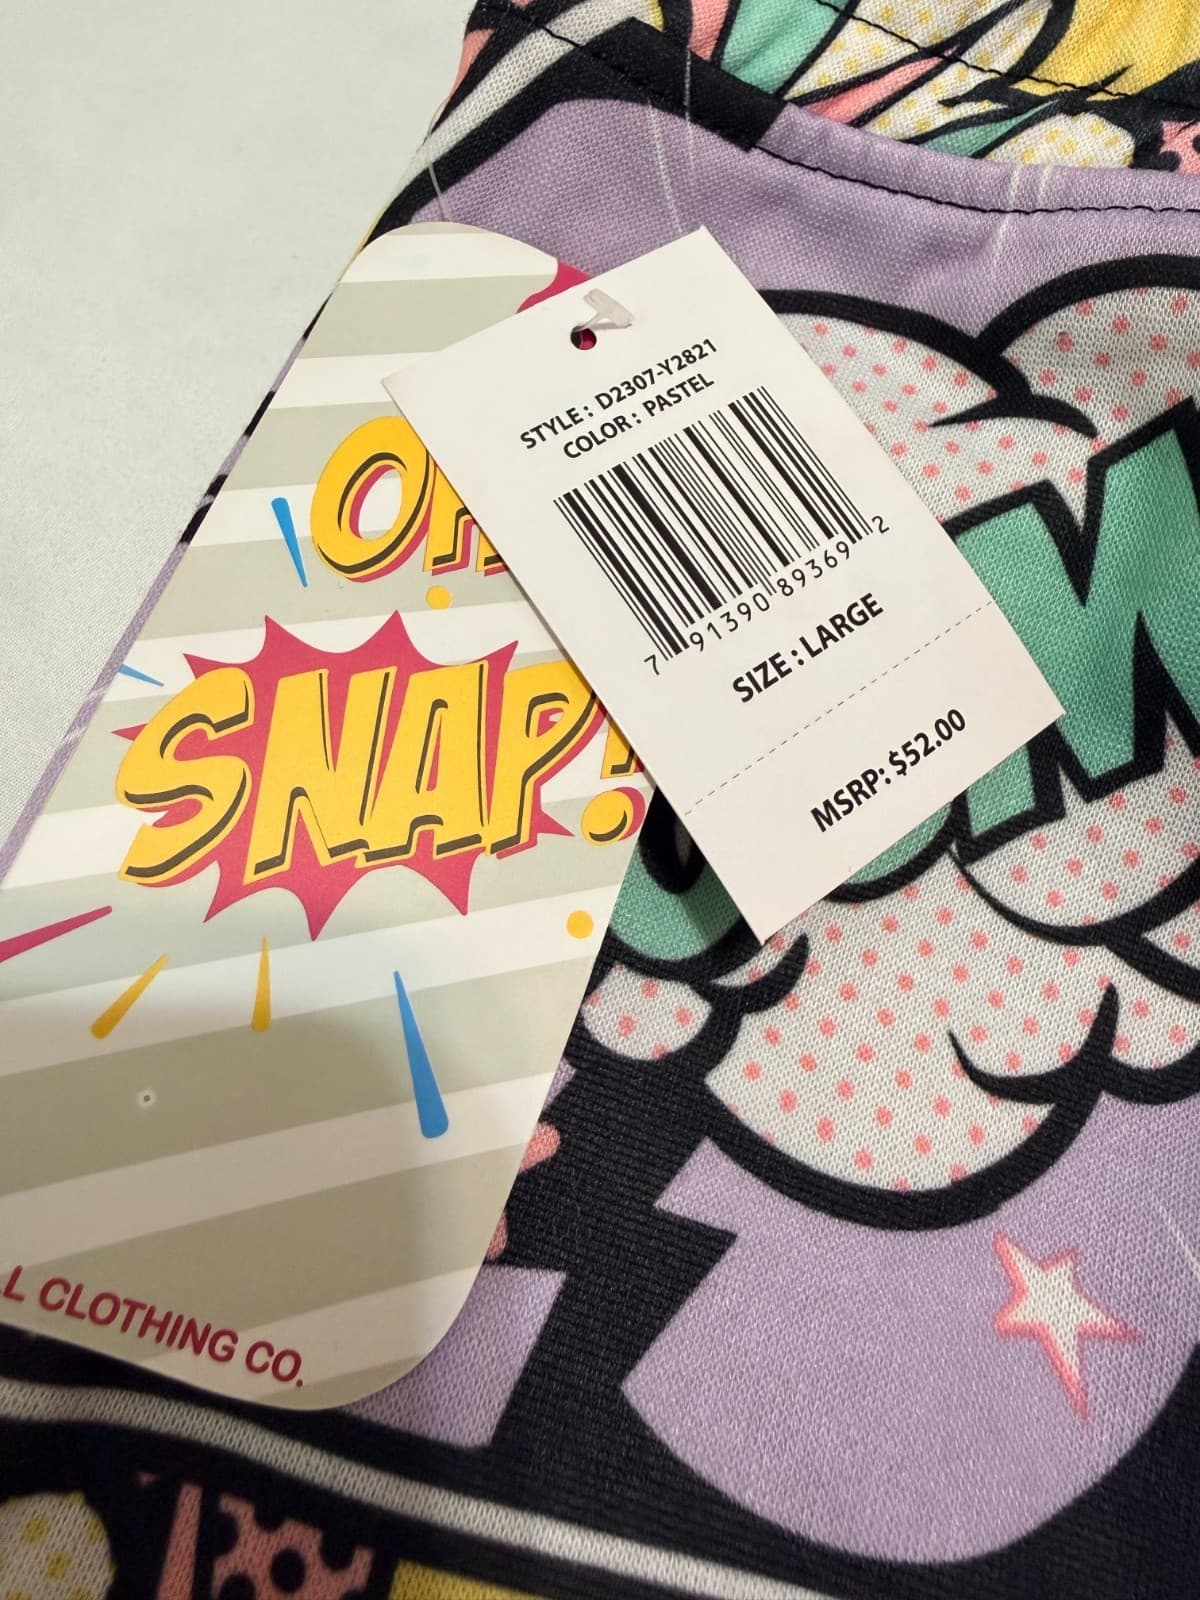 STYLE: D2307-Y2821
COLOR: PASTEL
7 91390 89369 2
SIZE: LARGE
MSRP: $52.00
OH
SNAP!
CLOTHING CO.